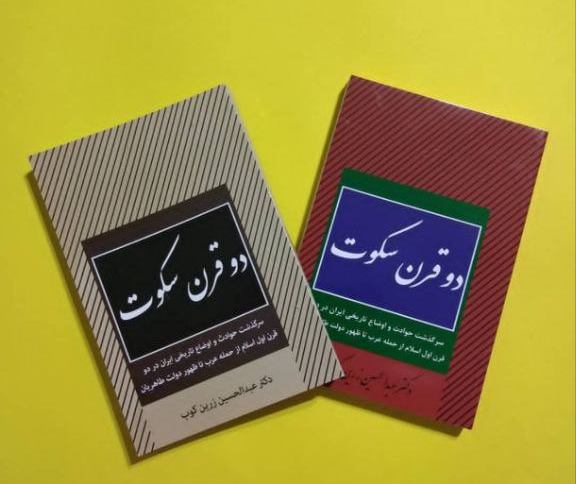 دو قرن سکوت
سرگذشت حوادث و اوضاع تاریخی ایران در دو
قرن اول اسلام از حمله عرب تا ظهور دولت طاهریان
دکتر عبدالحسین زرین کوب
دو قرن سکوت
سرگذشت حوادث و اوضاع تاریخی ایران در د
قرن اول اسلام از حمله عرب تا ظهور دولت
دکتر عبدالحسین